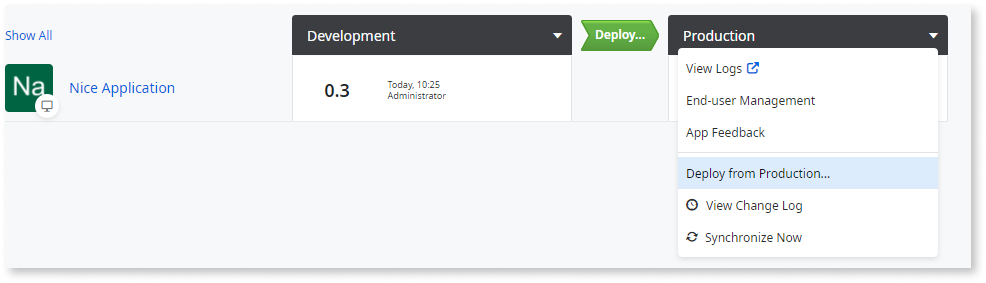 Show All
Development
Deploy...
Production
Na
Nice Application
0.3
Today, 10:25
Administrator
View Logs
End-user Management
App Feedback
Deploy from Production...
View Change Log
Synchronize Now